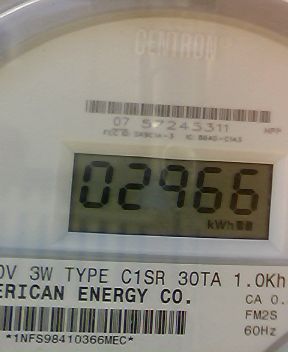 CENTRON
07 57245311
02966
kWh
0V 3W TYPE C1SR 30TA 1.0Kh
ERICAN ENERGY CO.
CA 0.
FM2S
60Hz
*1NFS98410366MEC*